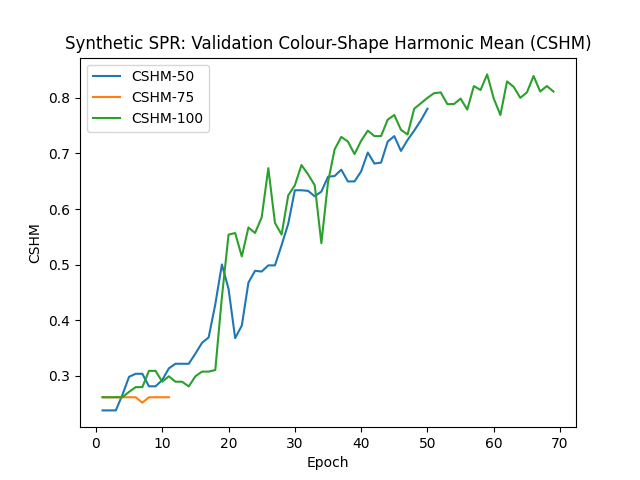 Synthetic SPR: Validation Colour-Shape Harmonic Mean (CSHM)
CSHM-50
CSHM-75
CSHM-100
CSHM
0.8
0.7
0.6
0.5
0.4
0.3
0 10 20 30 40 50 60 70
Epoch